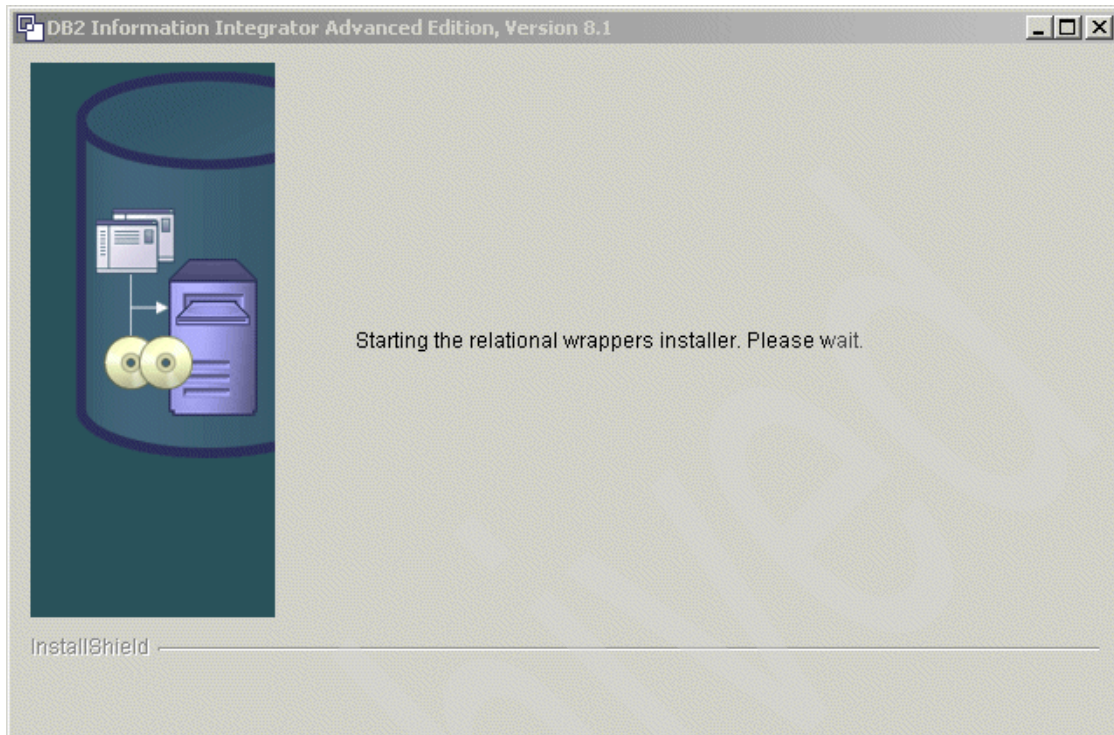 DB2 Information Integrator Advanced Edition, Version 8.1
Starting the relational wrappers installer. Please wait.
InstallShield